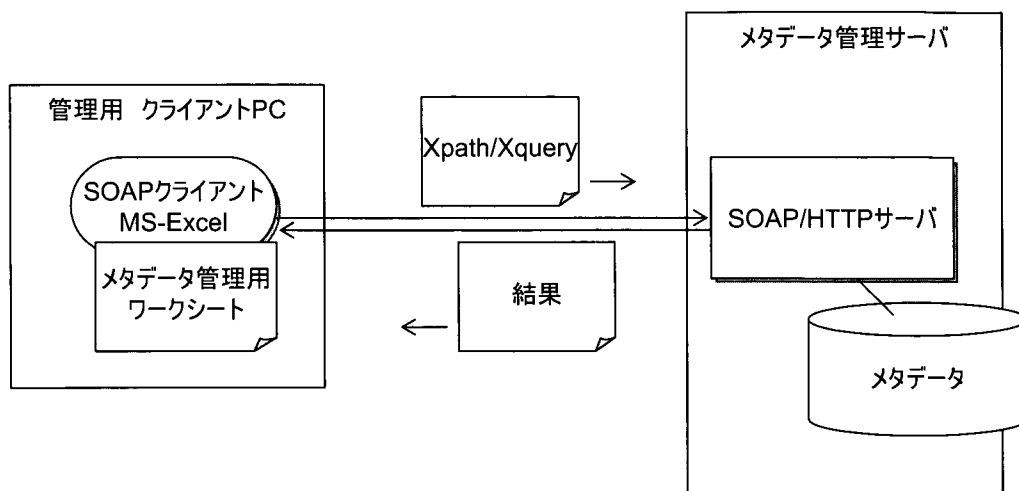 メタデータ管理サーバ
管理用 クライアントPC
Xpath/Xquery
SOAPクライアント
MS-Excel
SOAP/HTTPサーバ
メタデータ管理用
ワークシート
結果
メタデータ